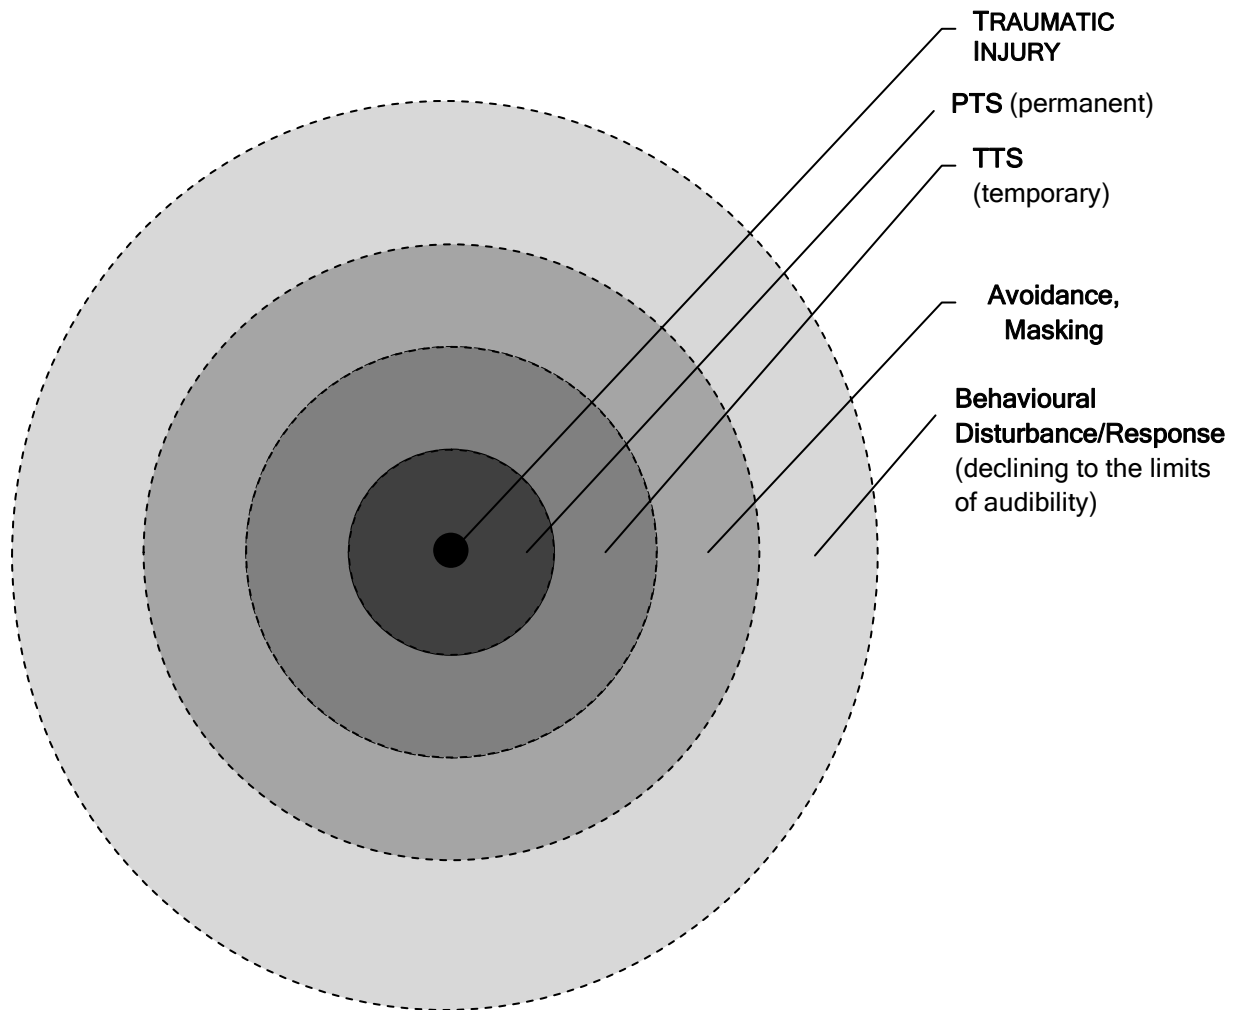 TRAUMATIC
INJURY
PTS (permanent)
TTS
(temporary)
Avoidance,
Masking
Behavioural
Disturbance/Response
(declining to the limits
of audibility)